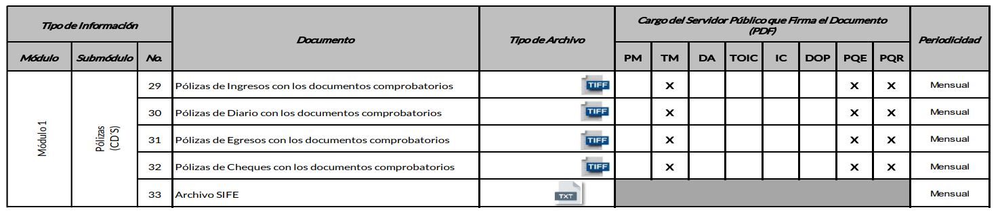 Tipo de Información
Documento
Tipo de Archivo
Cargo del Servidor Público que Firma el Documento
(PDF)
Periodicidad
Módulo
Submódulo
No.
PM
TM
DA
TOIC
IC
DOP
PQE
PQR
Módulo 1
Pólizas
(CD´S)
29
Pólizas de Ingresos con los documentos comprobatorios
TIFF
X
X
X
Mensual
30
Pólizas de Diario con los documentos comprobatorios
TIFF
X
X
X
Mensual
31
Pólizas de Egresos con los documentos comprobatorios
TIFF
X
X
X
Mensual
32
Pólizas de Cheques con los documentos comprobatorios
TIFF
X
X
X
Mensual
33
Archivo SIFE
TXT
Mensual